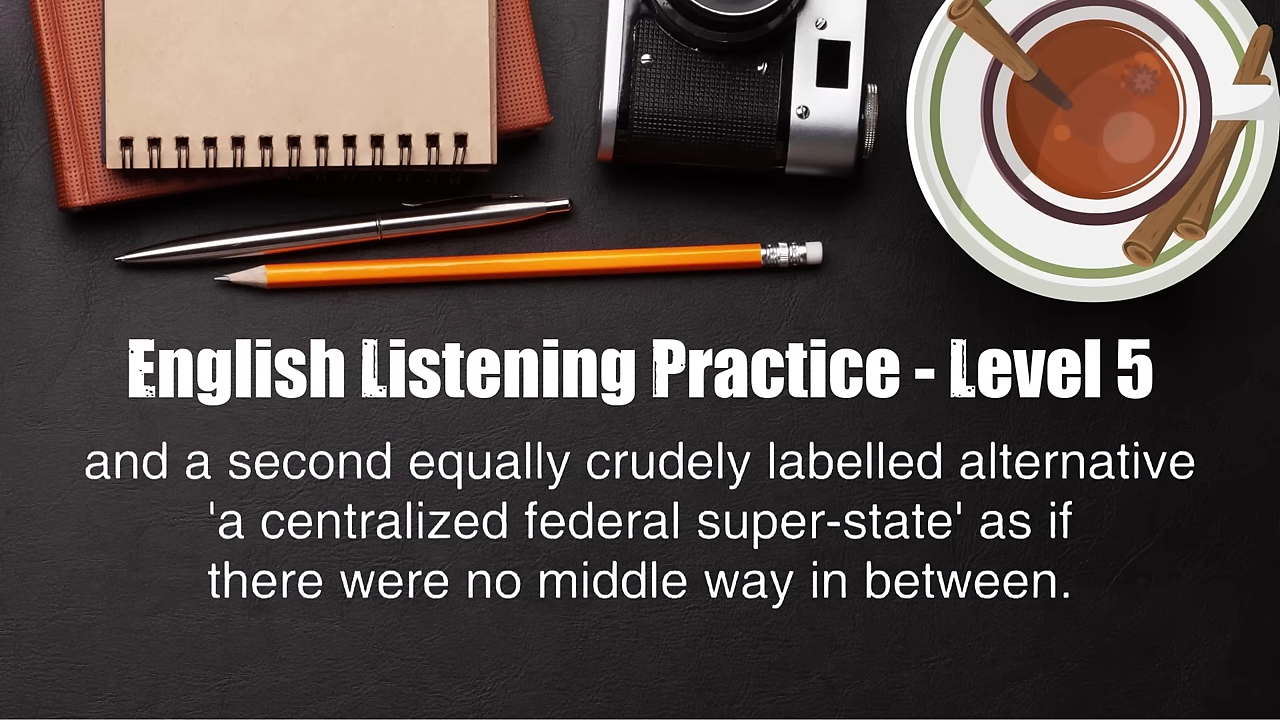 English Listening Practice - Level 5
and a second equally crudely labelled alternative
'a centralized federal super-state' as if
there were no middle way in between.